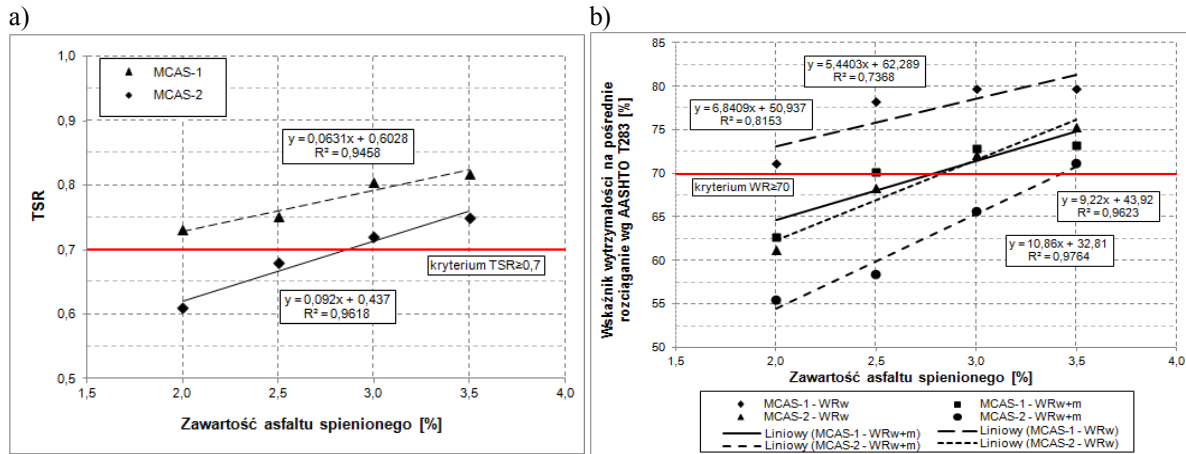 a)
1,0
0,9
0,8
0,7
0,6
0,5
TSR
MCAS-1
MCAS-2
y = 0,0631x + 0,6028
R² = 0,9458
kryterium TSR≥0,7
y = 0,092x + 0,437
R² = 0,9618
1,5 2,0 2,5 3,0 3,5 4,0
Zawartość asfaltu spienionego [%]
b)
Wskaźnik wytrzymałości na pośrednie
rozciąganie wg AASHTO T283 [%]
85
80
75
70
65
60
55
50
y = 5,4403x + 62,289
R² = 0,7368
y = 6,8409x + 50,937
R² = 0,8153
kryterium WR≥70
y = 9,22x + 43,92
R² = 0,9623
y = 10,86x + 32,81
R² = 0,9764
1,5 2,0 2,5 3,0 3,5 4,0
Zawartość asfaltu spienionego [%]
MCAS-1 - WRw MCAS-1 - WRw+m
MCAS-2 - WRw MCAS-2 - WRw+m
Liniowy (MCAS-1 - WRw+m) Liniowy (MCAS-1 - WRw)
Liniowy (MCAS-2 - WRw+m) Liniowy (MCAS-2 - WRw)